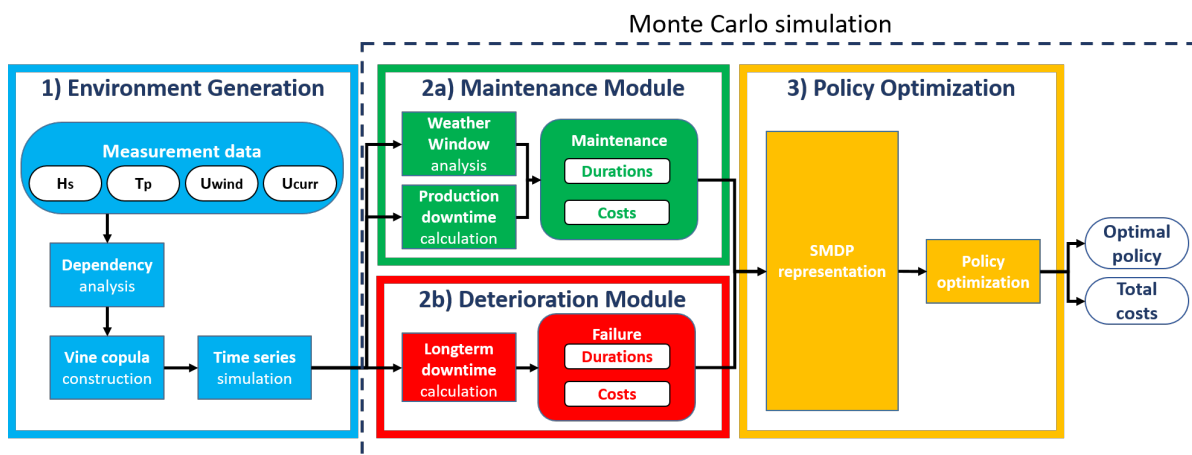 Monte Carlo simulation
1) Environment Generation
Measurement data
Hs
Tp
Uwind
Ucurr
Dependency
analysis
Vine copula
construction
Time series
simulation
2a) Maintenance Module
Weather
Window
analysis
Production
downtime
calculation
Maintenance
Durations
Costs
2b) Deterioration Module
Longterm
downtime
calculation
Failure
Durations
Costs
3) Policy Optimization
SMDP
representation
Policy
optimization
Optimal
policy
Total
costs